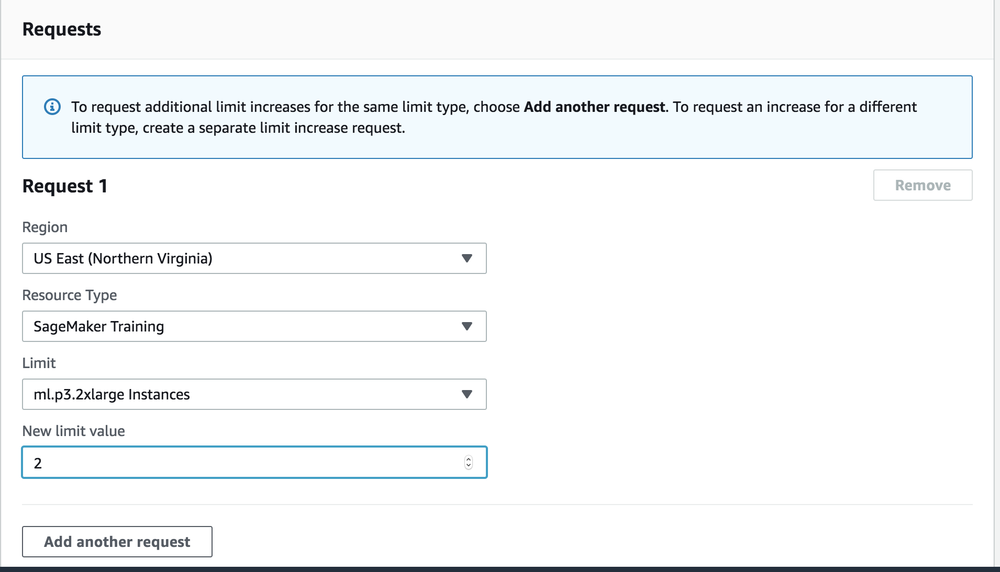 Requests
To request additional limit increases for the same limit type, choose Add another request. To request an increase for a different
limit type, create a separate limit increase request.
Request 1
Remove
Region
US East (Northern Virginia)
Resource Type
SageMaker Training
Limit
ml.p3.2xlarge Instances
New limit value
2
Add another request